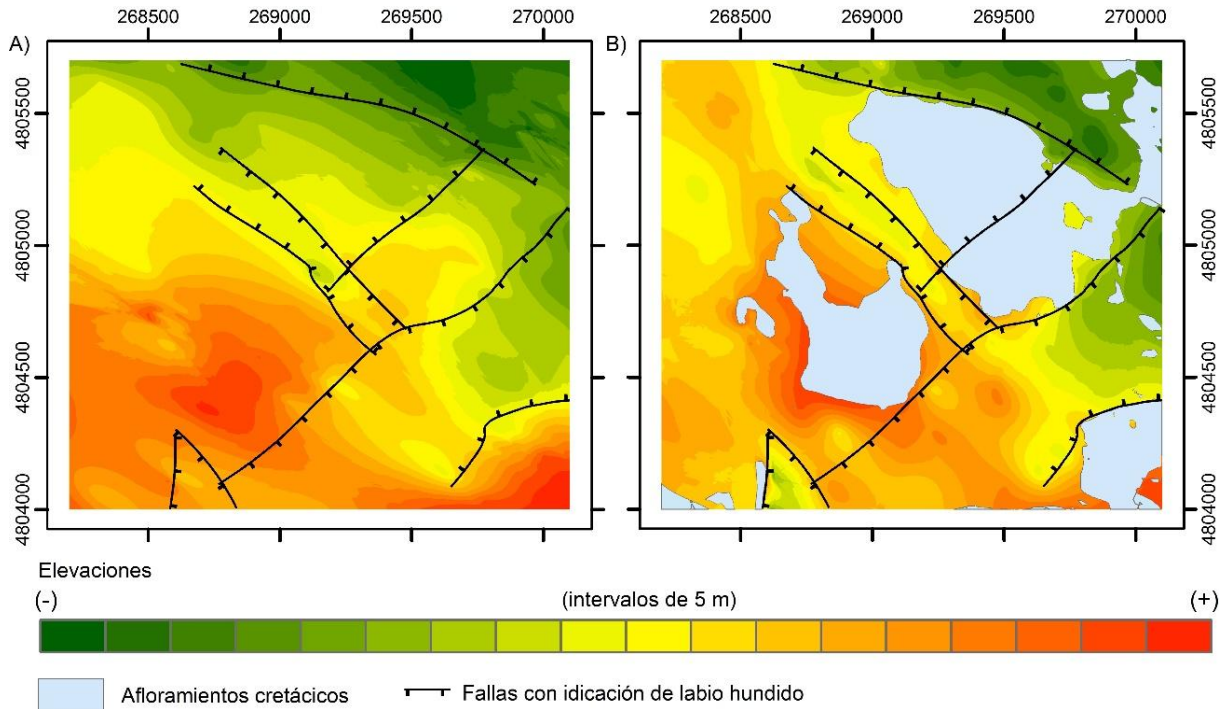 268500 269000 269500 270000
268500 269000 269500 270000
A)
B)
4805500
4805000
4804500
4804000
4805500
4805000
4804500
4804000
Elevaciones
(-) (intervalos de 5 m) (+)
Afloramientos cretácicos
Fallas con idicación de labio hundido